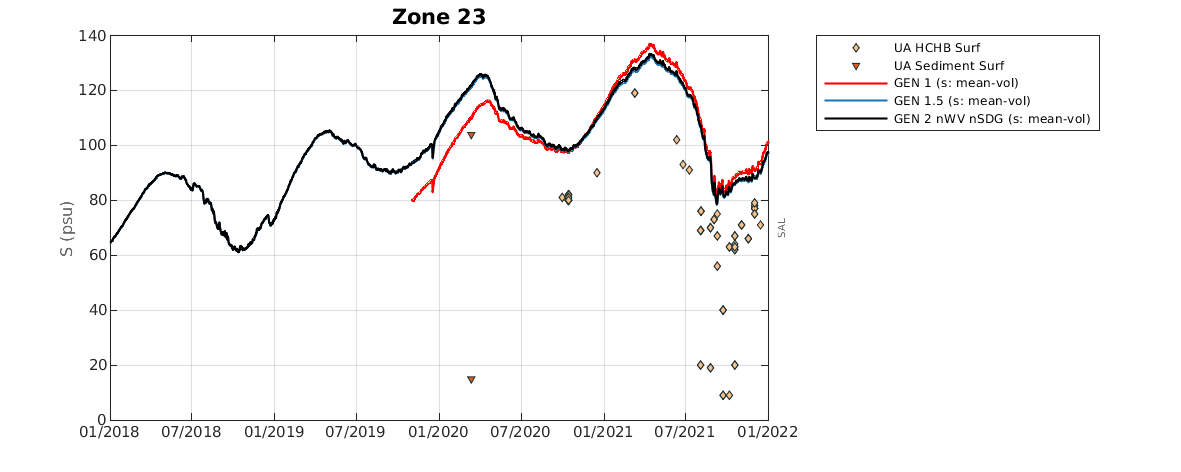 Zone 23
140
120
100
80
60
40
20
0
S (psu)
01/2018 07/2018 01/2019 07/2019 01/2020 07/2020 01/2021 07/2021 01/2022
SAL
UA HCHB Surf
UA Sediment Surf
GEN 1 (s: mean-vol)
GEN 1.5 (s: mean-vol)
GEN 2 nWV nSDG (s: mean-vol)